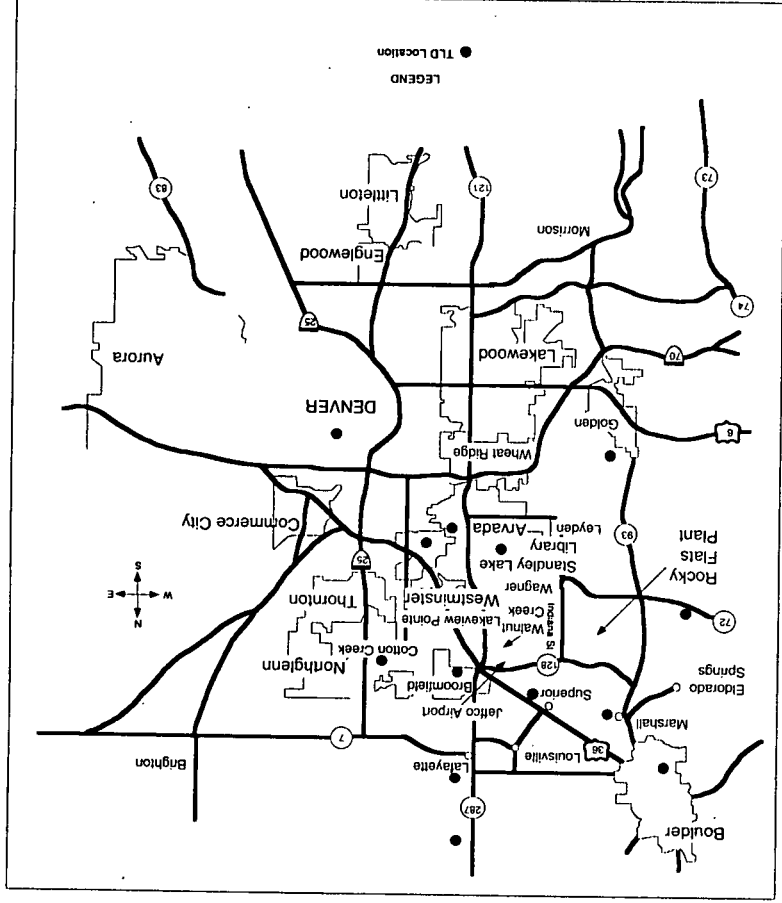 Boulder
287
Lafayette
Louisville
36
Brighton
7
Marshall
Eldorado
Springs
Superior
Jeffco Airport
Broomfield
128
Northglenn
Cotton Creek
72
Indiana St
Walnut
Creek
Lakeview Pointe
Westminster
Thornton
Wagner
N
W
E
S
Rocky
Flats
Plant
Standley Lake
Library
25
93
Leyden
Arvada
Commerce City
Wheat Ridge
6
Golden
DENVER
70
Lakewood
Aurora
74
25
Morrison
Englewood
73
121
Littleton
83
LEGEND
TLD Location